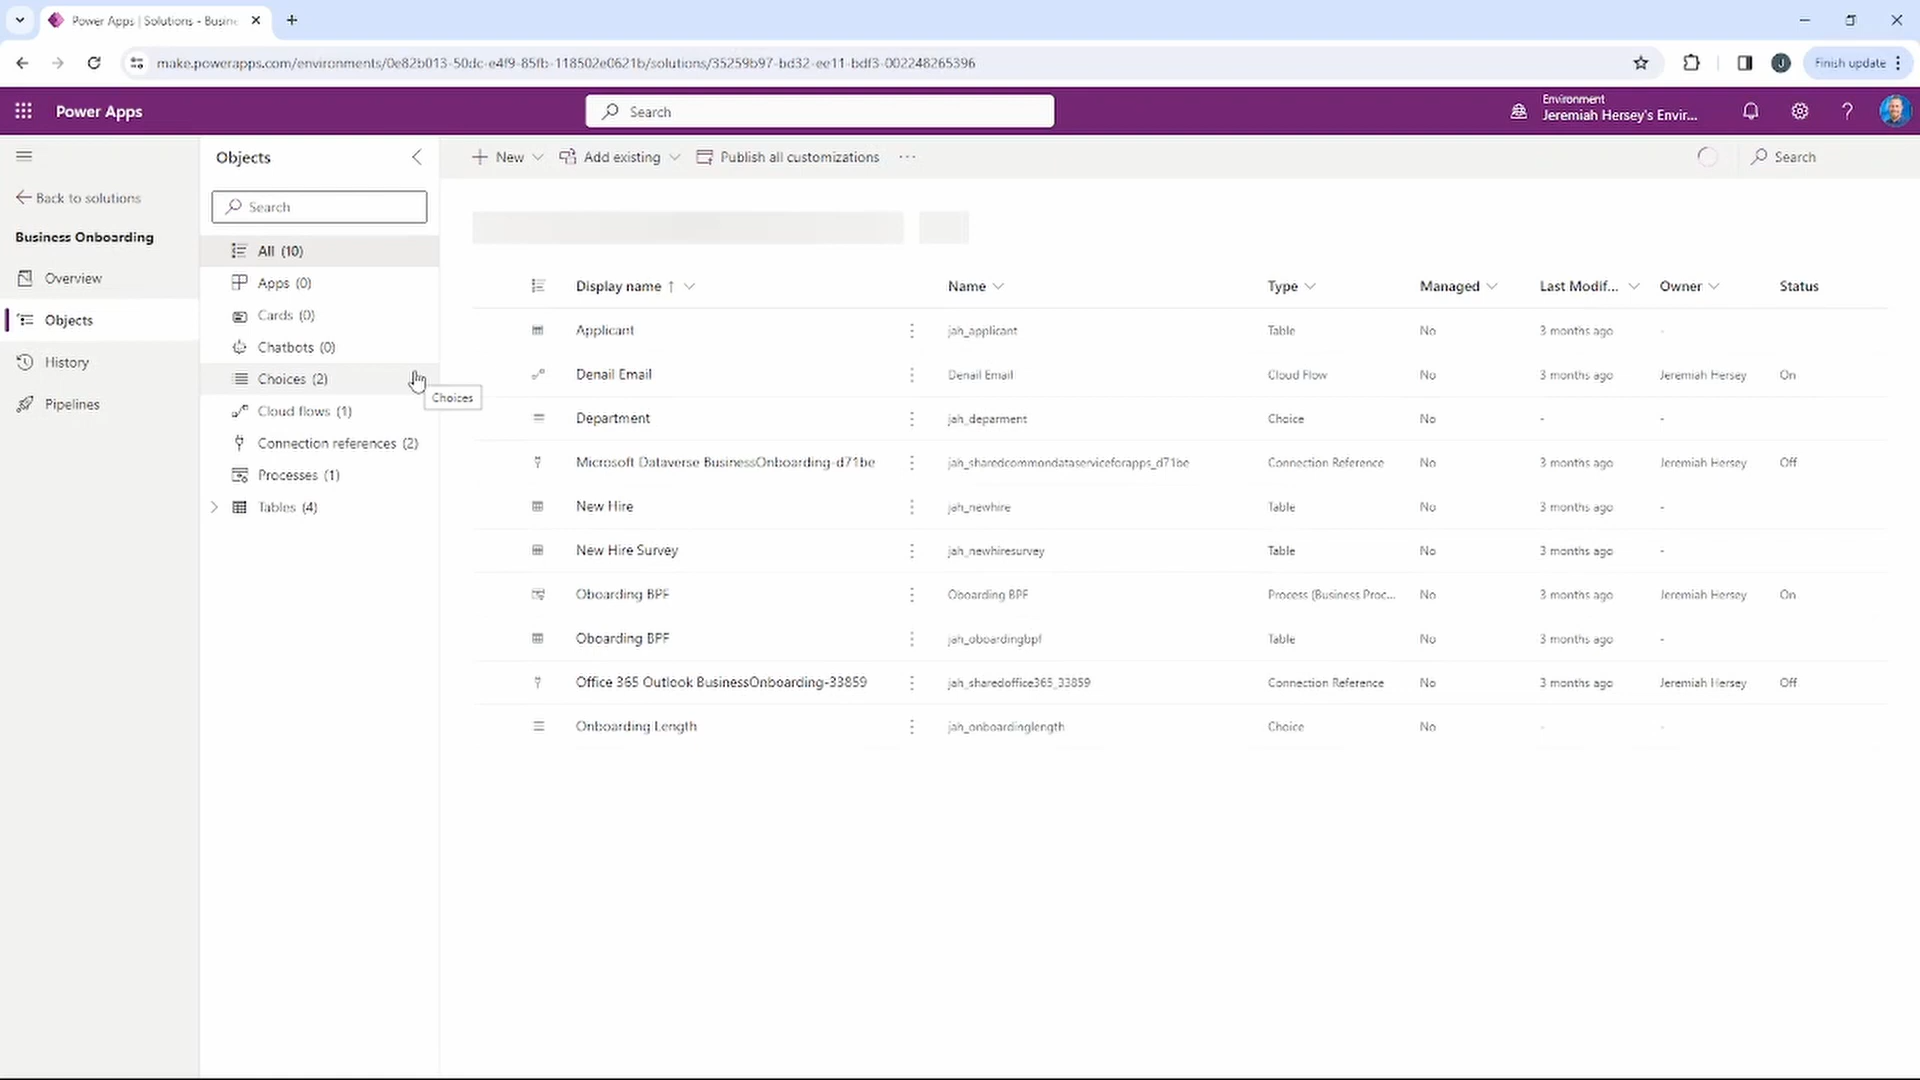 Power Apps | Solutions - Busine
make.powerapps.com/environments/0e82b013-50dc-e4f9-85fb-118502e0621b/solutions/35259b97-bd32-ee11-bdf3-002248265396
J
Finish update
Power Apps
Search
Environment
Jeremiah Hersey's Envir...
Back to solutions
Business Onboarding
Overview
Objects
History
Pipelines
Objects
Search
All (10)
Apps (0)
Cards (0)
Chatbots (0)
Choices (2)
Choices
Cloud flows (1)
Connection references (2)
Processes (1)
Tables (4)
New Add existing Publish all customizations ··· Search
Display name ↑ Name Type Managed Last Modif... Owner Status
Applicant jah_applicant Table No 3 months ago -
Denail Email Denail Email Cloud Flow No 3 months ago Jeremiah Hersey On
Department jah_deparment Choice No - -
Microsoft Dataverse BusinessOnboarding-d71be jah_sharedcommondataserviceforapps_d71be Connection Reference No 3 months ago Jeremiah Hersey Off
New Hire jah_newhire Table No 3 months ago -
New Hire Survey jah_newhiresurvey Table No 3 months ago -
Oboarding BPF Oboarding BPF Process (Business Proc... No 3 months ago Jeremiah Hersey On
Oboarding BPF jah_oboardingbpf Table No 3 months ago -
Office 365 Outlook BusinessOnboarding-33859 jah_sharedoffice365_33859 Connection Reference No 3 months ago Jeremiah Hersey Off
Onboarding Length jah_onboardinglength Choice No - -